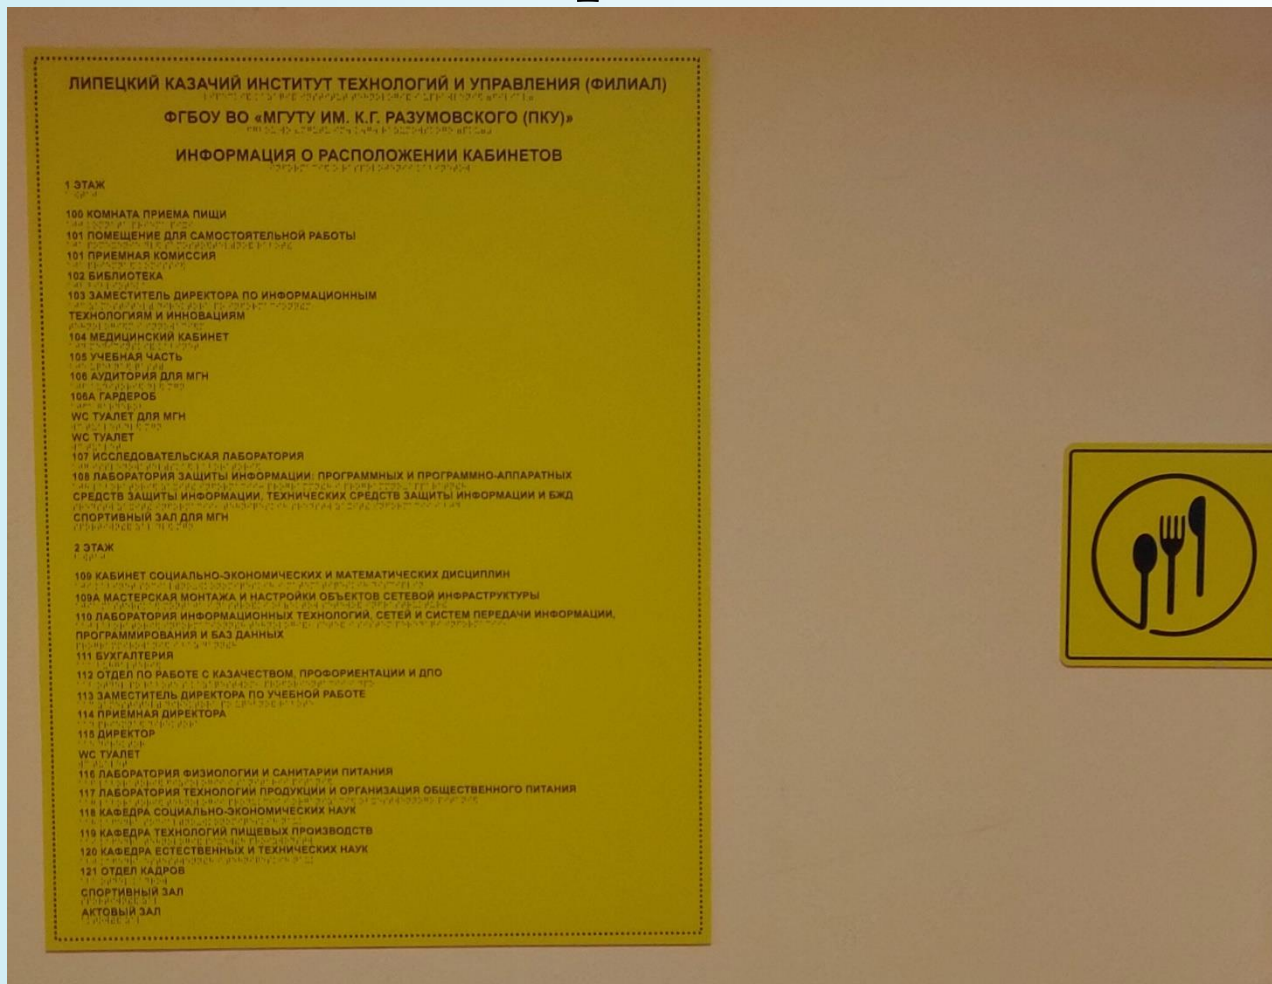 ЛИПЕЦКИЙ КАЗАЧИЙ ИНСТИТУТ ТЕХНОЛОГИЙ И УПРАВЛЕНИЯ (ФИЛИАЛ)
ФГБОУ ВО «МГУТУ ИМ. К.Г. РАЗУМОВСКОГО (ПКУ)»
ИНФОРМАЦИЯ О РАСПОЛОЖЕНИИ КАБИНЕТОВ
1 ЭТАЖ
100 КОМНАТА ПРИЕМА ПИЩИ
101 ПОМЕЩЕНИЕ ДЛЯ САМОСТОЯТЕЛЬНОЙ РАБОТЫ
101 ПРИЕМНАЯ КОМИССИЯ
102 БИБЛИОТЕКА
103 ЗАМЕСТИТЕЛЬ ДИРЕКТОРА ПО ИНФОРМАЦИОННЫМ
ТЕХНОЛОГИЯМ И ИННОВАЦИЯМ
104 МЕДИЦИНСКИЙ КАБИНЕТ
105 УЧЕБНАЯ ЧАСТЬ
106 АУДИТОРИЯ ДЛЯ МГН
106А ГАРДЕРОБ
WC ТУАЛЕТ ДЛЯ МГН
WC ТУАЛЕТ
107 ИССЛЕДОВАТЕЛЬСКАЯ ЛАБОРАТОРИЯ
108 ЛАБОРАТОРИЯ ЗАЩИТЫ ИНФОРМАЦИИ: ПРОГРАММНЫХ И ПРОГРАММНО-АППАРАТНЫХ
СРЕДСТВ ЗАЩИТЫ ИНФОРМАЦИИ, ТЕХНИЧЕСКИХ СРЕДСТВ ЗАЩИТЫ ИНФОРМАЦИИ И БЖД
СПОРТИВНЫЙ ЗАЛ ДЛЯ МГН
2 ЭТАЖ
109 КАБИНЕТ СОЦИАЛЬНО-ЭКОНОМИЧЕСКИХ И МАТЕМАТИЧЕСКИХ ДИСЦИПЛИН
109А МАСТЕРСКАЯ МОНТАЖА И НАСТРОЙКИ ОБЪЕКТОВ СЕТЕВОЙ ИНФРАСТРУКТУРЫ
110 ЛАБОРАТОРИЯ ИНФОРМАЦИОННЫХ ТЕХНОЛОГИЙ, СЕТЕЙ И СИСТЕМ ПЕРЕДАЧИ ИНФОРМАЦИИ,
ПРОГРАММИРОВАНИЯ И БАЗ ДАННЫХ
111 БУХГАЛТЕРИЯ
112 ОТДЕЛ ПО РАБОТЕ С КАЗАЧЕСТВОМ, ПРОФОРИЕНТАЦИИ И ДПО
113 ЗАМЕСТИТЕЛЬ ДИРЕКТОРА ПО УЧЕБНОЙ РАБОТЕ
114 ПРИЕМНАЯ ДИРЕКТОРА
115 ДИРЕКТОР
WC ТУАЛЕТ
116 ЛАБОРАТОРИЯ ФИЗИОЛОГИИ И САНИТАРИИ ПИТАНИЯ
117 ЛАБОРАТОРИЯ ТЕХНОЛОГИИ ПРОДУКЦИИ И ОРГАНИЗАЦИЯ ОБЩЕСТВЕННОГО ПИТАНИЯ
118 КАФЕДРА СОЦИАЛЬНО-ЭКОНОМИЧЕСКИХ НАУК
119 КАФЕДРА ТЕХНОЛОГИЙ ПИЩЕВЫХ ПРОИЗВОДСТВ
120 КАФЕДРА ЕСТЕСТВЕННЫХ И ТЕХНИЧЕСКИХ НАУК
121 ОТДЕЛ КАДРОВ
СПОРТИВНЫЙ ЗАЛ
АКТОВЫЙ ЗАЛ